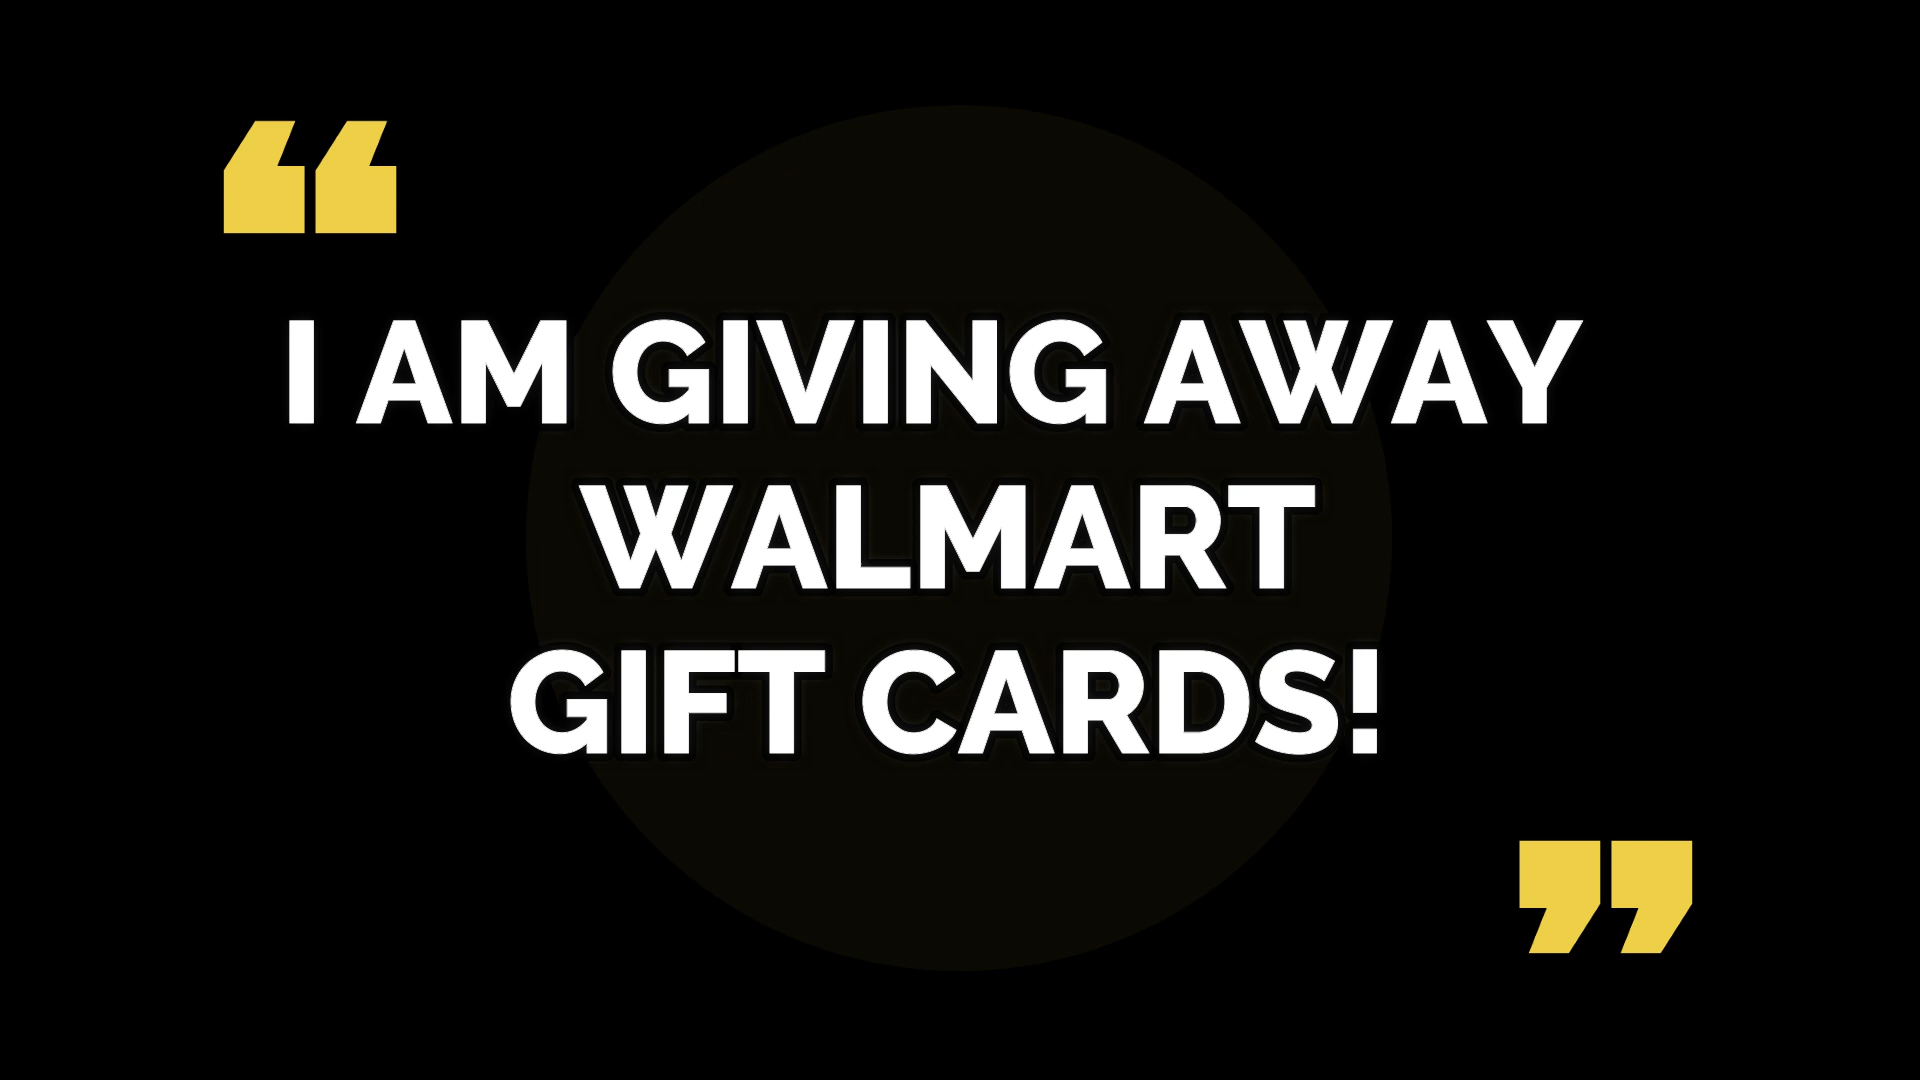 “
I AM GIVING AWAY
WALMART
GIFT CARDS!
”